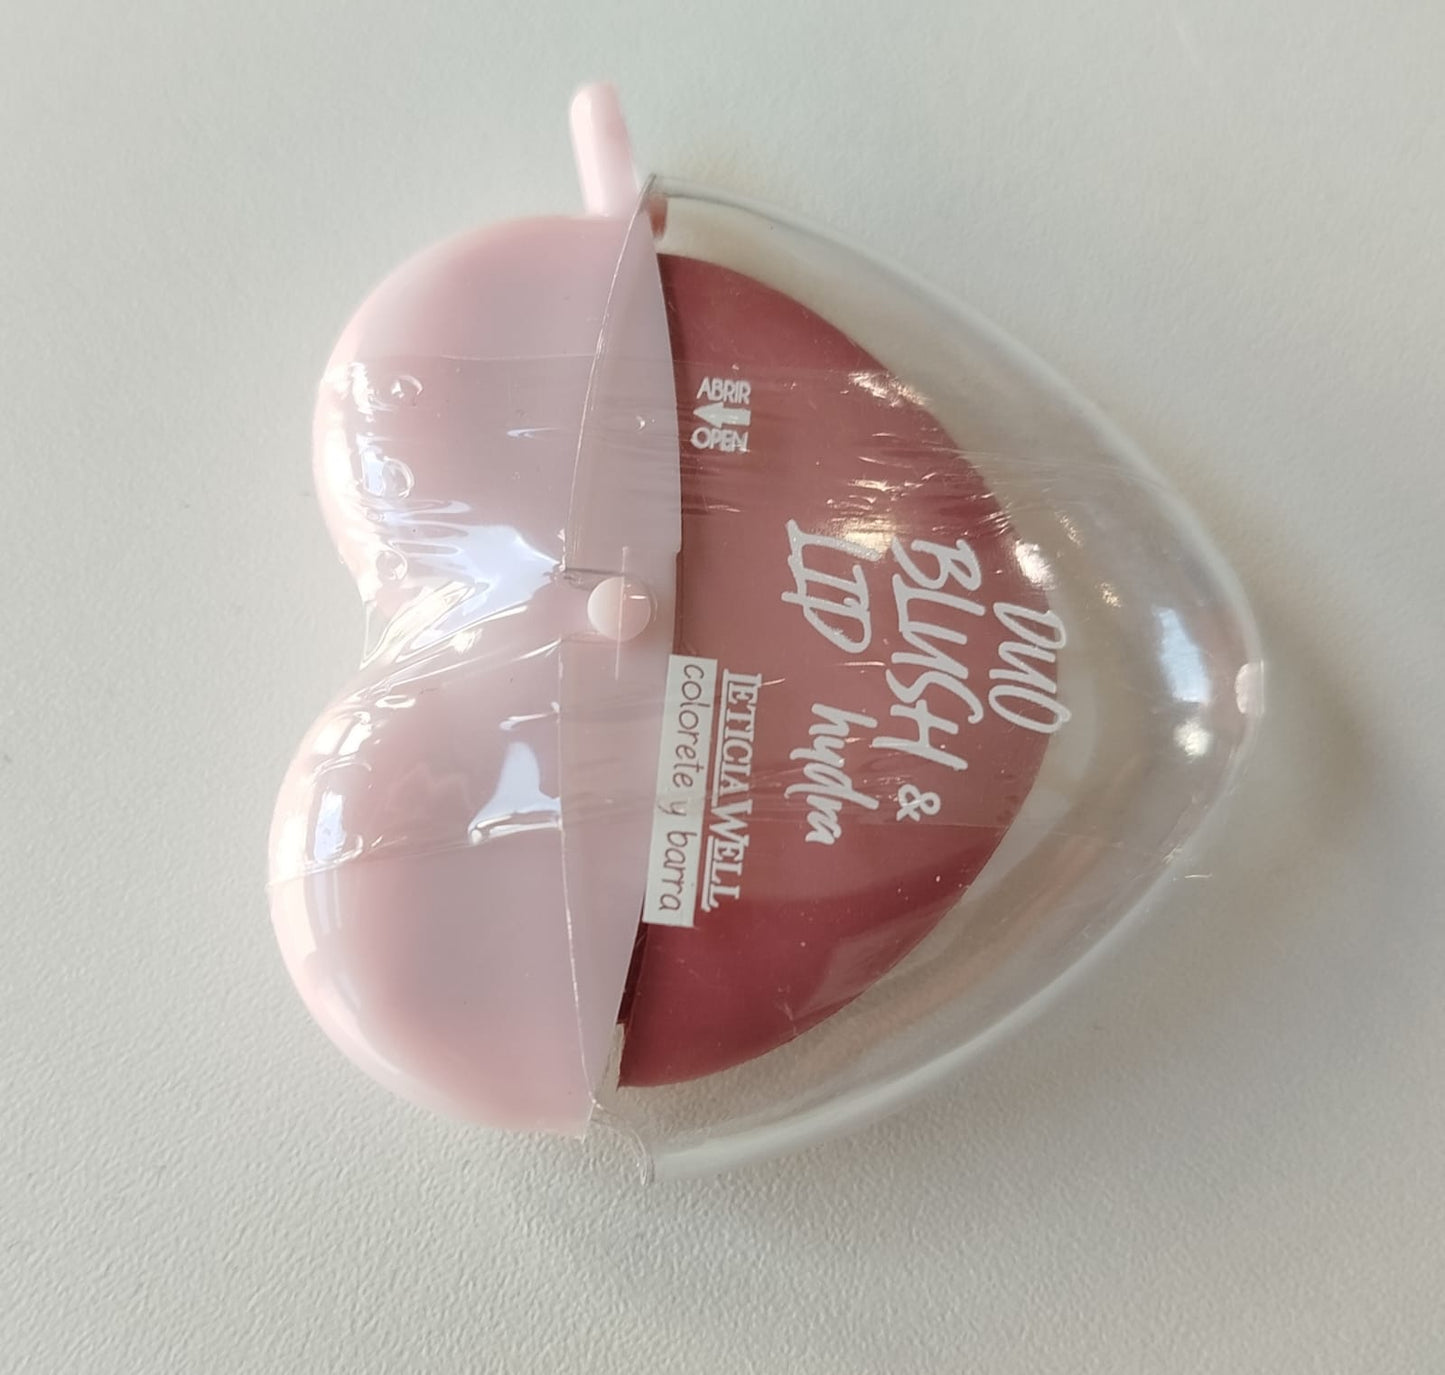 DUO
BLUSH &
LIP hydra
LETICIA WELL
colorete y barra
ABRIR
OPEN